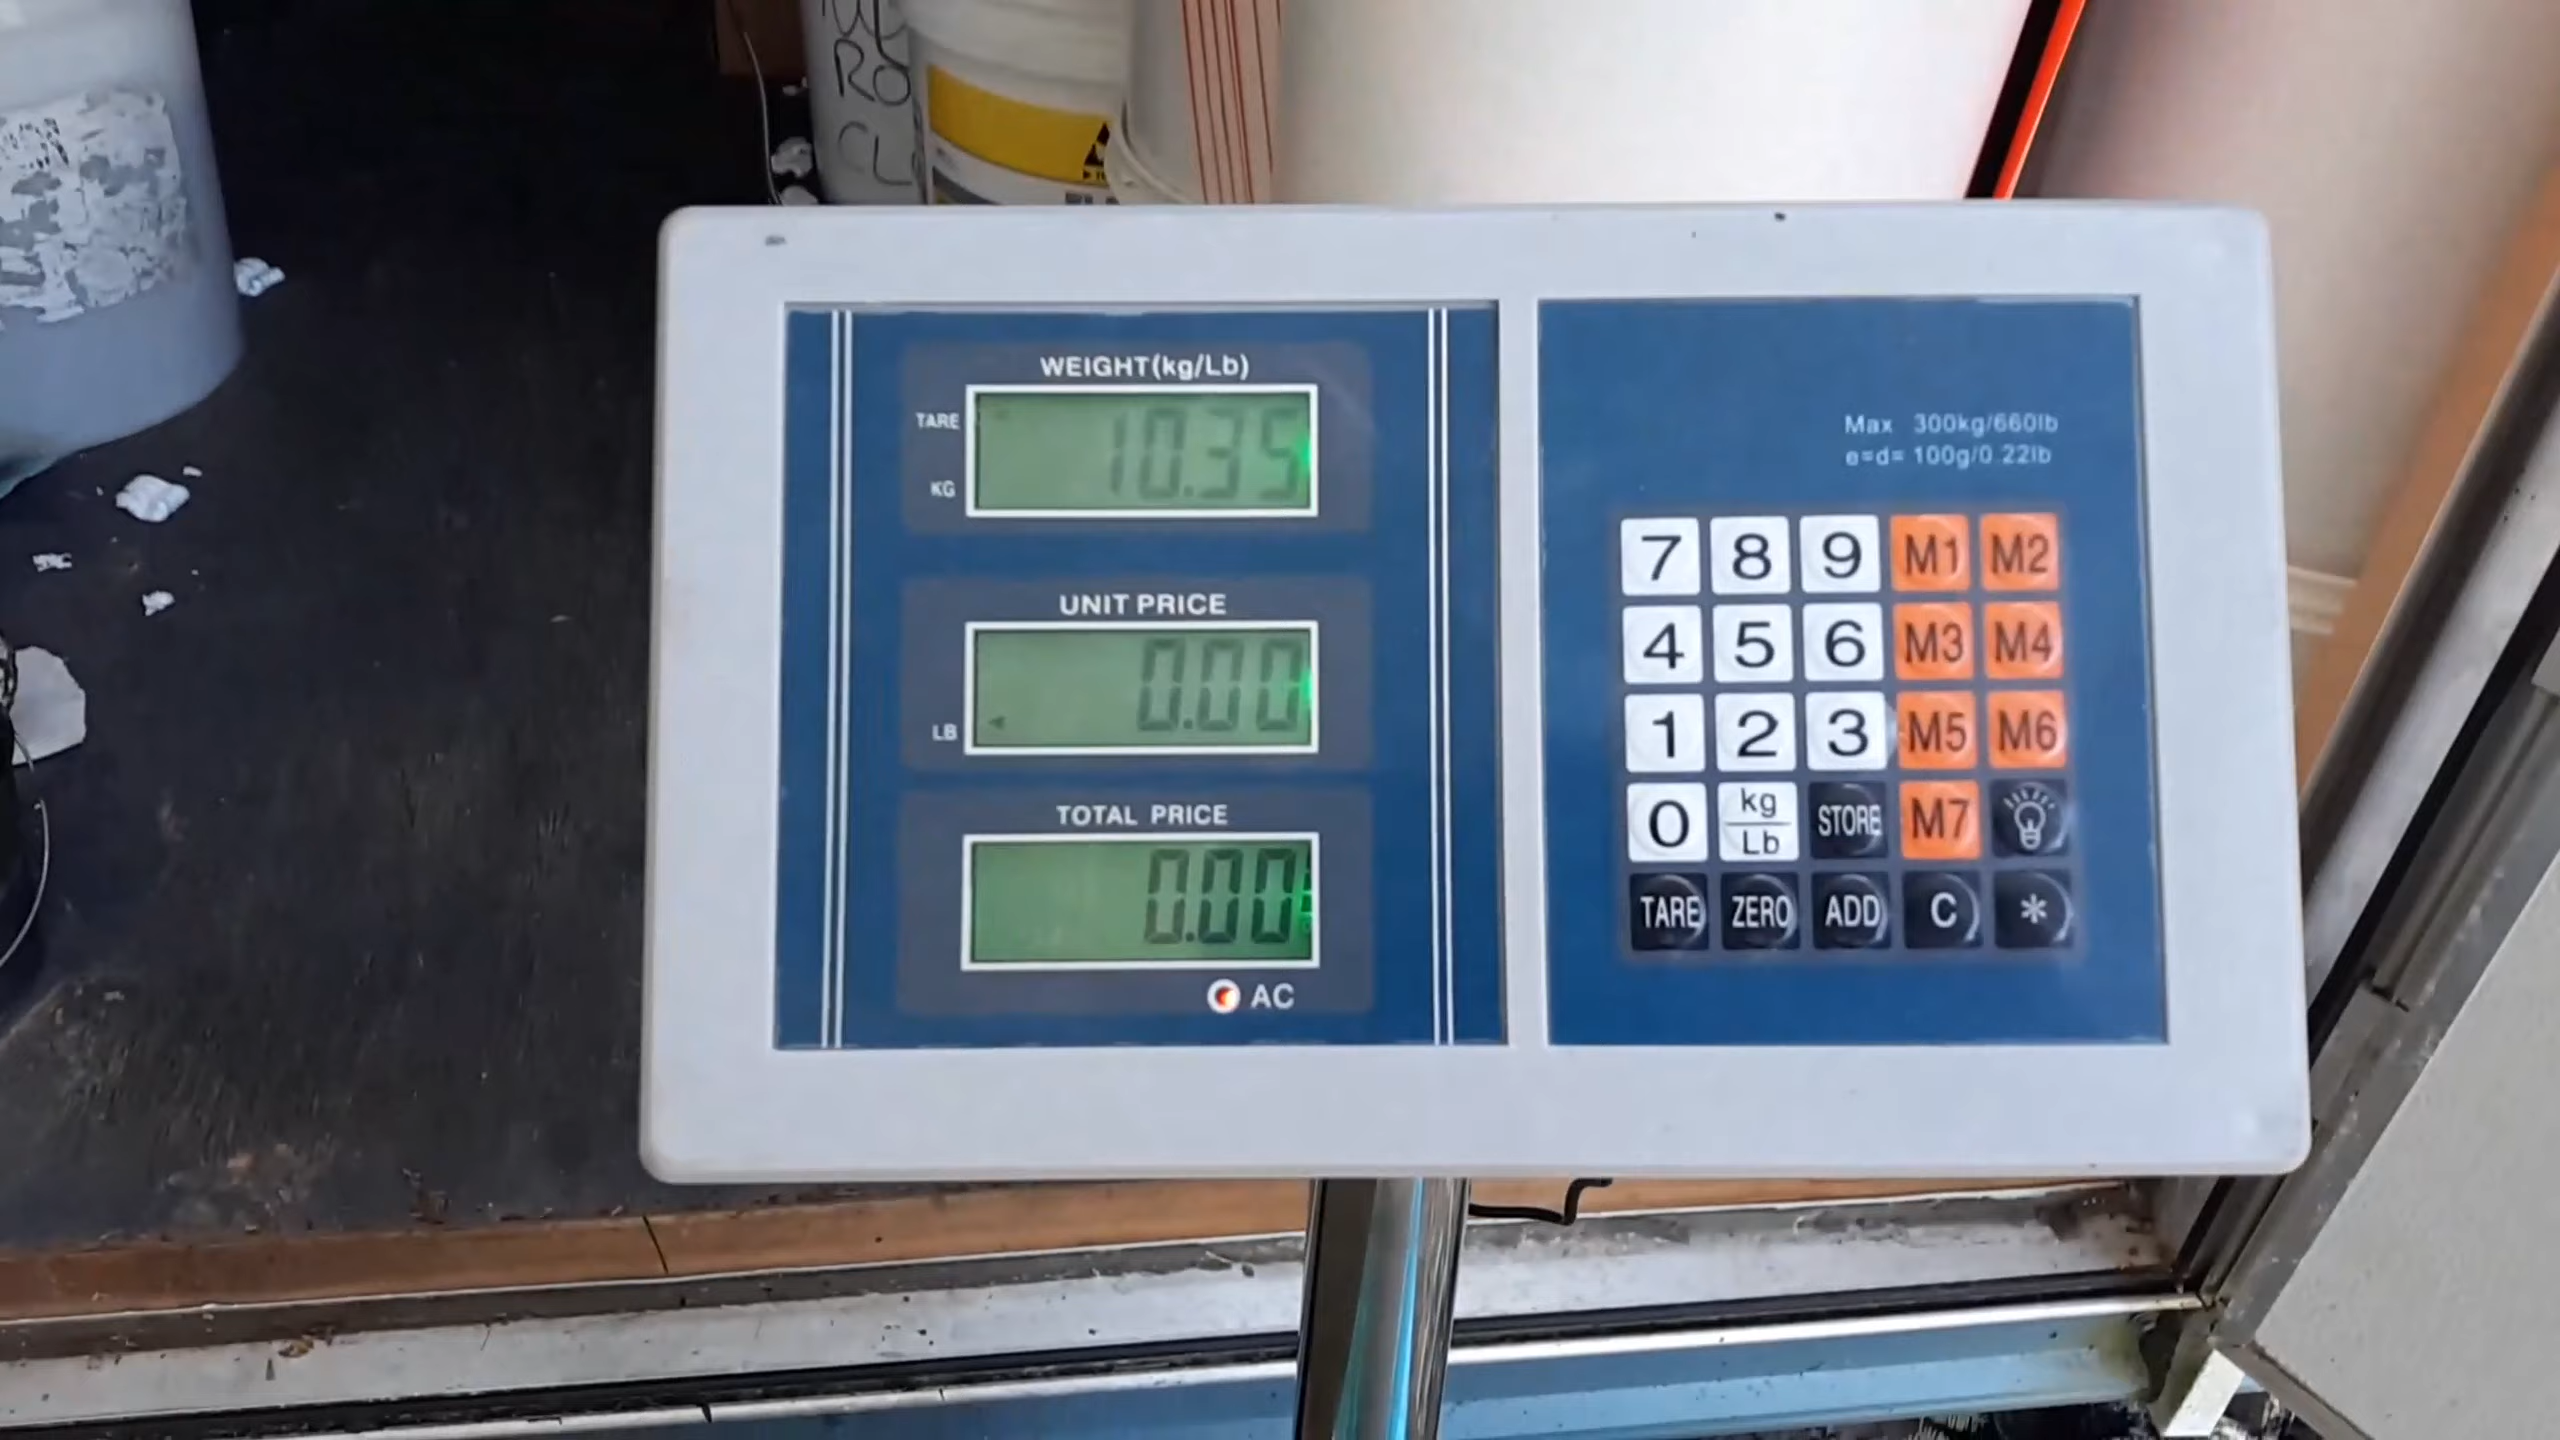 RO
CL
WEIGHT(kg/Lb)
TARE
10.35
KG
UNIT PRICE
0.00
LB
TOTAL PRICE
0.00
AC
Max 300kg/660lb
e=d= 100g/0.22lb
7 8 9 M1 M2
4 5 6 M3 M4
1 2 3 M5 M6
0 kg/Lb STORE M7
TARE ZERO ADD C *